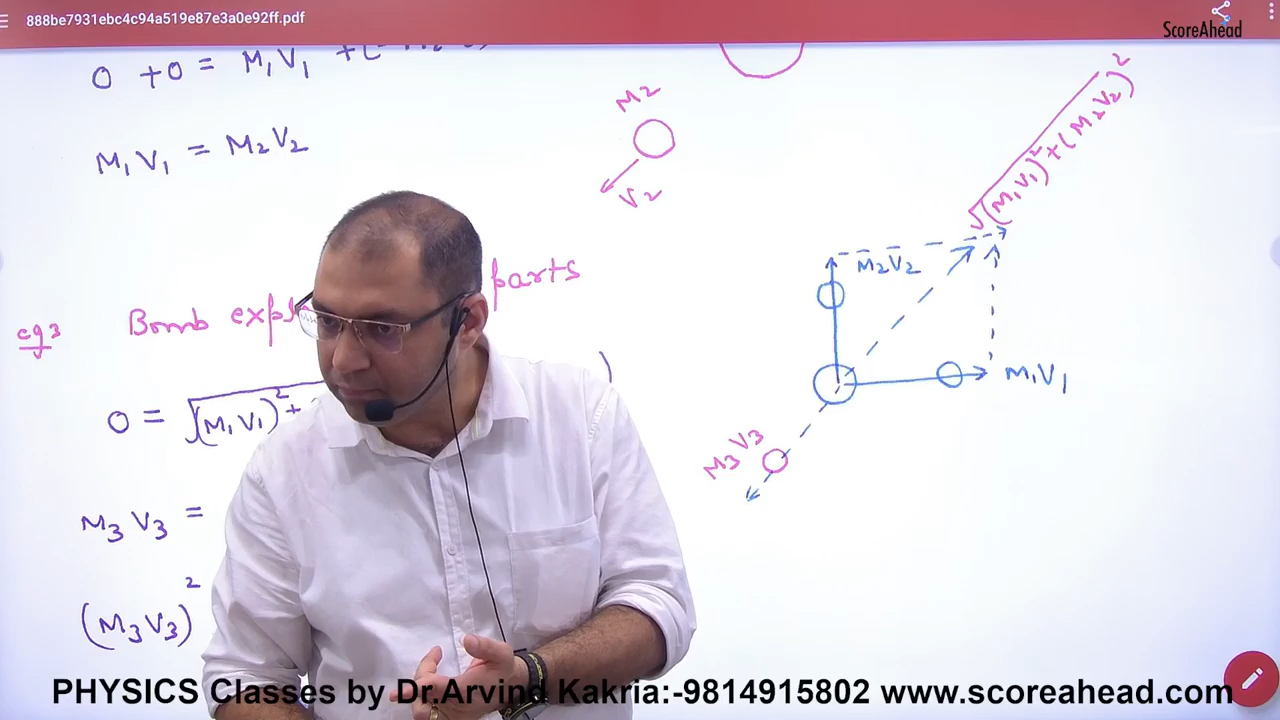 888be7931ebc4c94a519e87e3a0e92ff.pdf
ScoreAhead
0 + 0 = M₁V₁ + (
M₁V₁ = M₂V₂
M2
V2
√(M₁V₁)² + (M₂V₂)²
eg3 Bomb parts
M₂V₂
M₁V₁
0 = √(M₁V₁)² +
M₃V₃
M₃V₃ =
(M₃V₃)²
PHYSICS Classes by Dr.Arvind Kakria:-9814915802 www.scoreahead.com